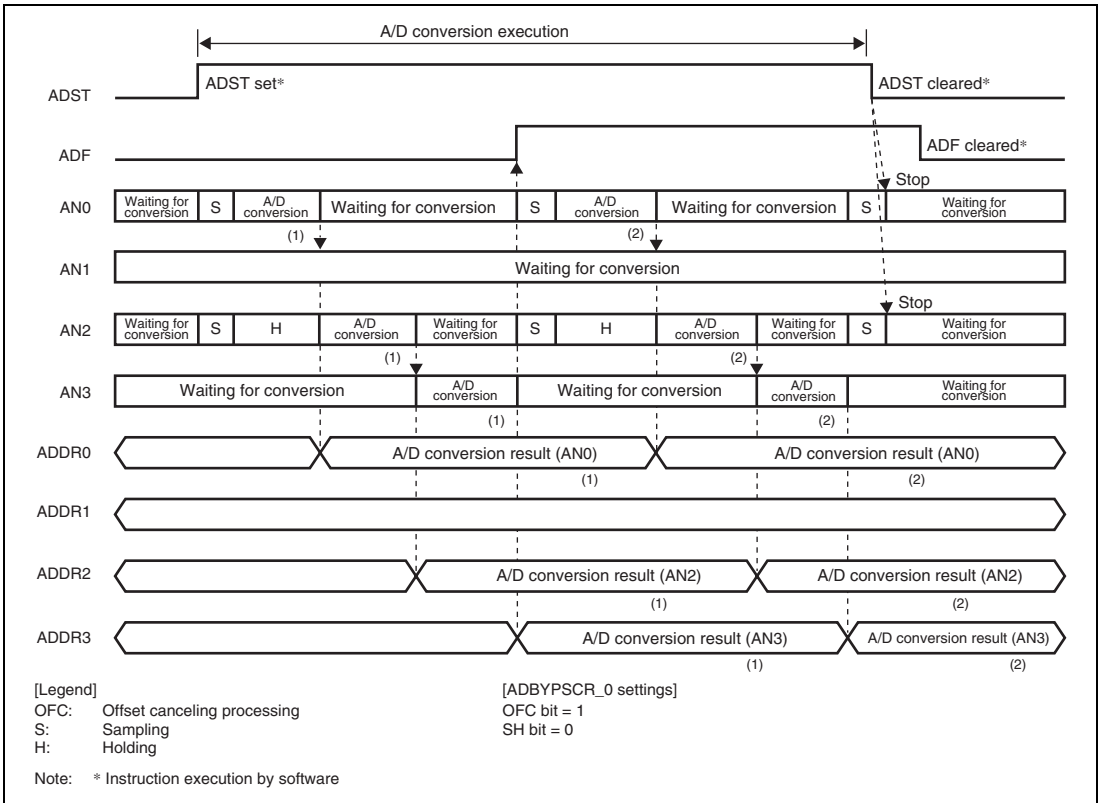 A/D conversion execution
ADST
ADST set*
ADST cleared*
ADF
ADF cleared*
Stop
AN0
Waiting for conversion
S
A/D conversion
Waiting for conversion
S
A/D conversion
Waiting for conversion
S
Waiting for conversion
(1)
(2)
AN1
Waiting for conversion
Stop
AN2
Waiting for conversion
S
H
A/D conversion
Waiting for conversion
S
H
A/D conversion
Waiting for conversion
S
Waiting for conversion
(1)
(2)
AN3
Waiting for conversion
A/D conversion
Waiting for conversion
A/D conversion
Waiting for conversion
(1)
(2)
ADDR0
A/D conversion result (AN0)
A/D conversion result (AN0)
(1)
(2)
ADDR1
ADDR2
A/D conversion result (AN2)
A/D conversion result (AN2)
(1)
(2)
ADDR3
A/D conversion result (AN3)
A/D conversion result (AN3)
(1)
(2)
[Legend]
OFC: Offset canceling processing
S: Sampling
H: Holding
[ADBYPSCR_0 settings]
OFC bit = 1
SH bit = 0
Note: * Instruction execution by software